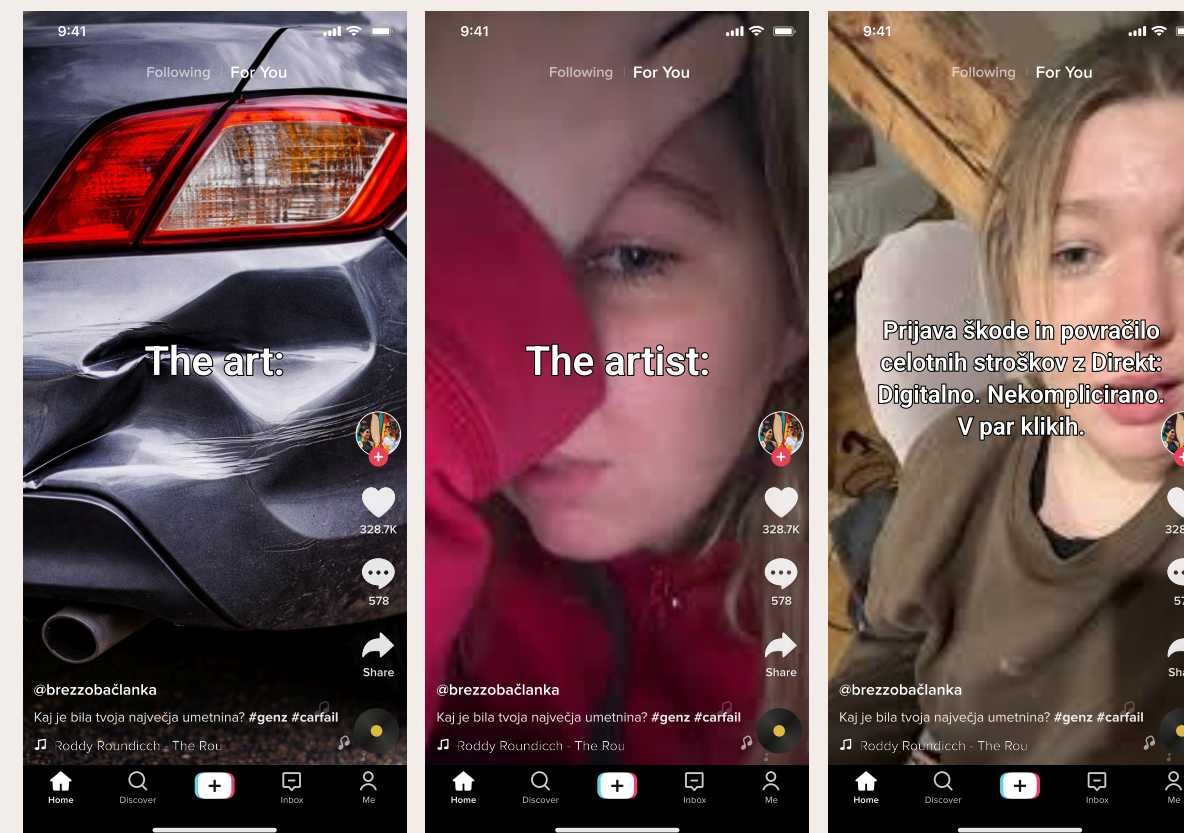 9:41
Following | For You
The art:
328.7K
578
Share
@brezzobačlanka
Kaj je bila tvoja največja umetnina? #genz #carfail
Roddy Roundicch - The Rou
Home
Discover
Inbox
Me
9:41
Following | For You
The artist:
328.7K
578
Share
@brezzobačlanka
Kaj je bila tvoja največja umetnina? #genz #carfail
Roddy Roundicch - The Rou
Home
Discover
Inbox
Me
9:41
Following | For You
Prijava škode in povračilo
celotnih stroškov z Direkt:
Digitalno. Nekomplicirano.
V par klikih.
328
57
Sha
@brezzobačlanka
Kaj je bila tvoja največja umetnina? #genz #carfail
Roddy Roundicch - The Rou
Home
Discover
Inbox
Me